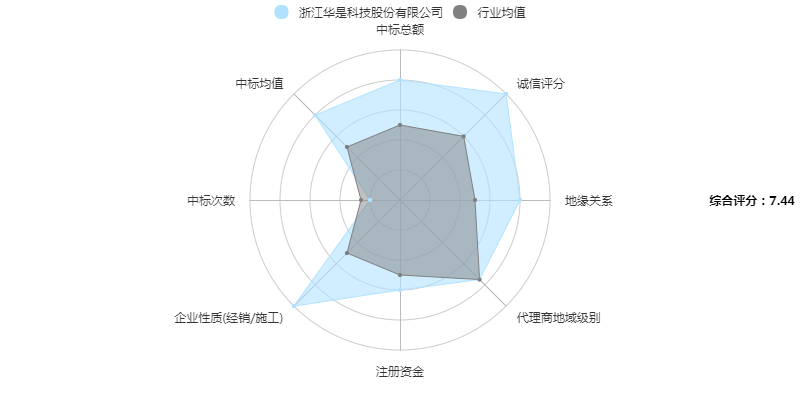 浙江华是科技股份有限公司 行业均值
中标总额
中标均值 诚信评分
中标次数 地缘关系 综合评分：7.44
企业性质(经销/施工) 代理商地域级别
注册资金